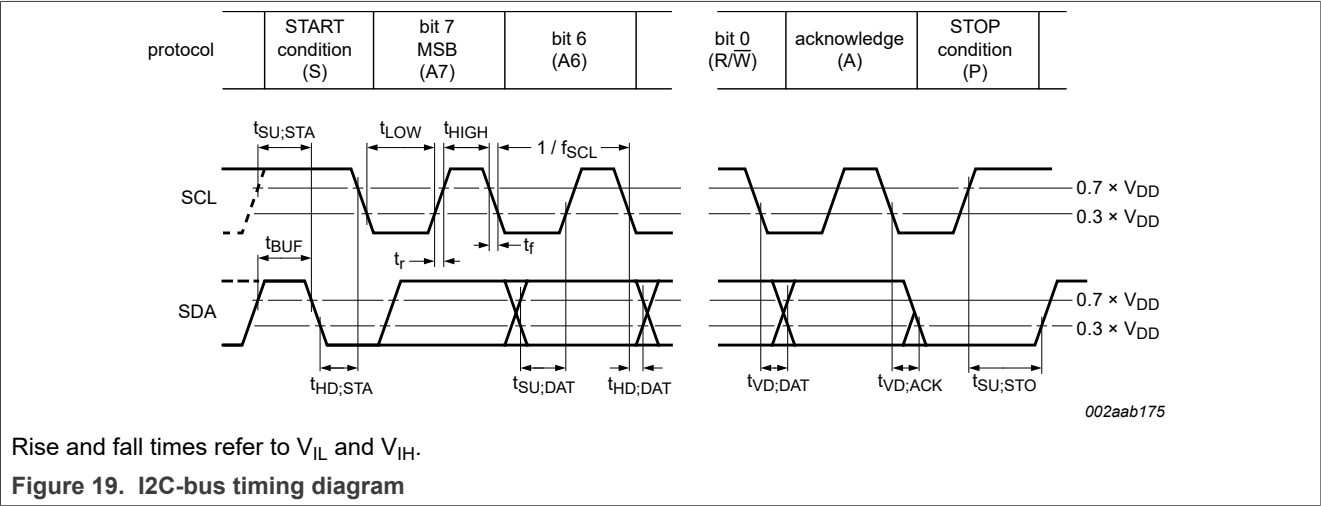 protocol
START condition (S)
bit 7 MSB (A7)
bit 6 (A6)
bit 0 (R/W̅)
acknowledge (A)
STOP condition (P)
tSU;STA
tLOW
tHIGH
1 / fSCL
SCL
0.7 × VDD
0.3 × VDD
tBUF
tr
tf
SDA
0.7 × VDD
0.3 × VDD
tHD;STA
tSU;DAT
tHD;DAT
tVD;DAT
tVD;ACK
tSU;STO
002aab175
Rise and fall times refer to VIL and VIH.
Figure 19. I2C-bus timing diagram